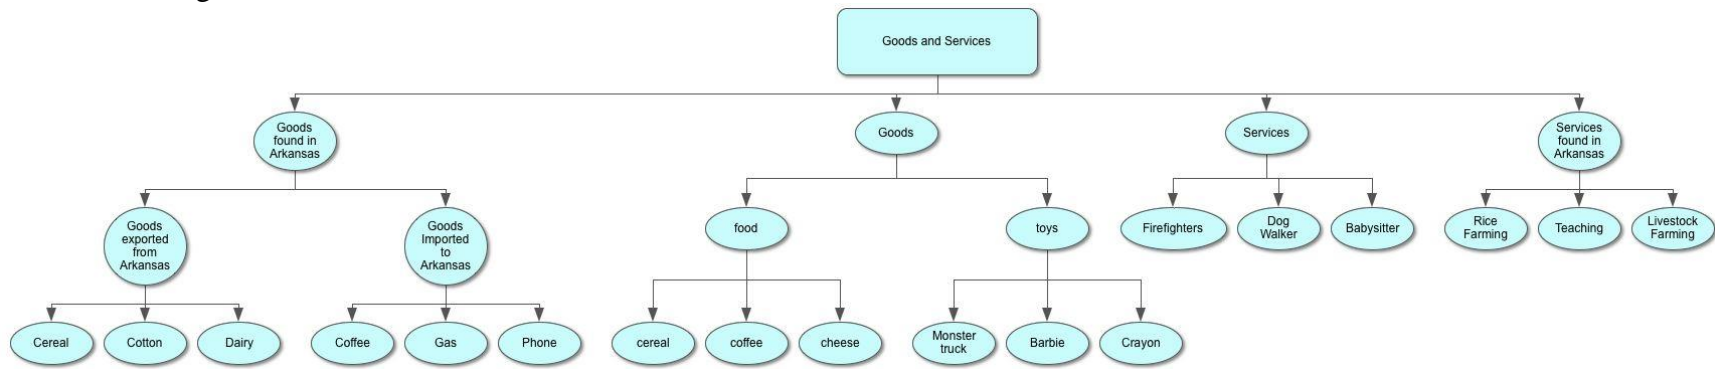 Goods and Services
Goods
found in
Arkansas
Goods
Services
Services
found in
Arkansas
Goods
exported
from
Arkansas
Goods
Imported
to
Arkansas
food
toys
Firefighters
Dog
Walker
Babysitter
Rice
Farming
Teaching
Livestock
Farming
Cereal
Cotton
Dairy
Coffee
Gas
Phone
cereal
coffee
cheese
Monster
truck
Barbie
Crayon